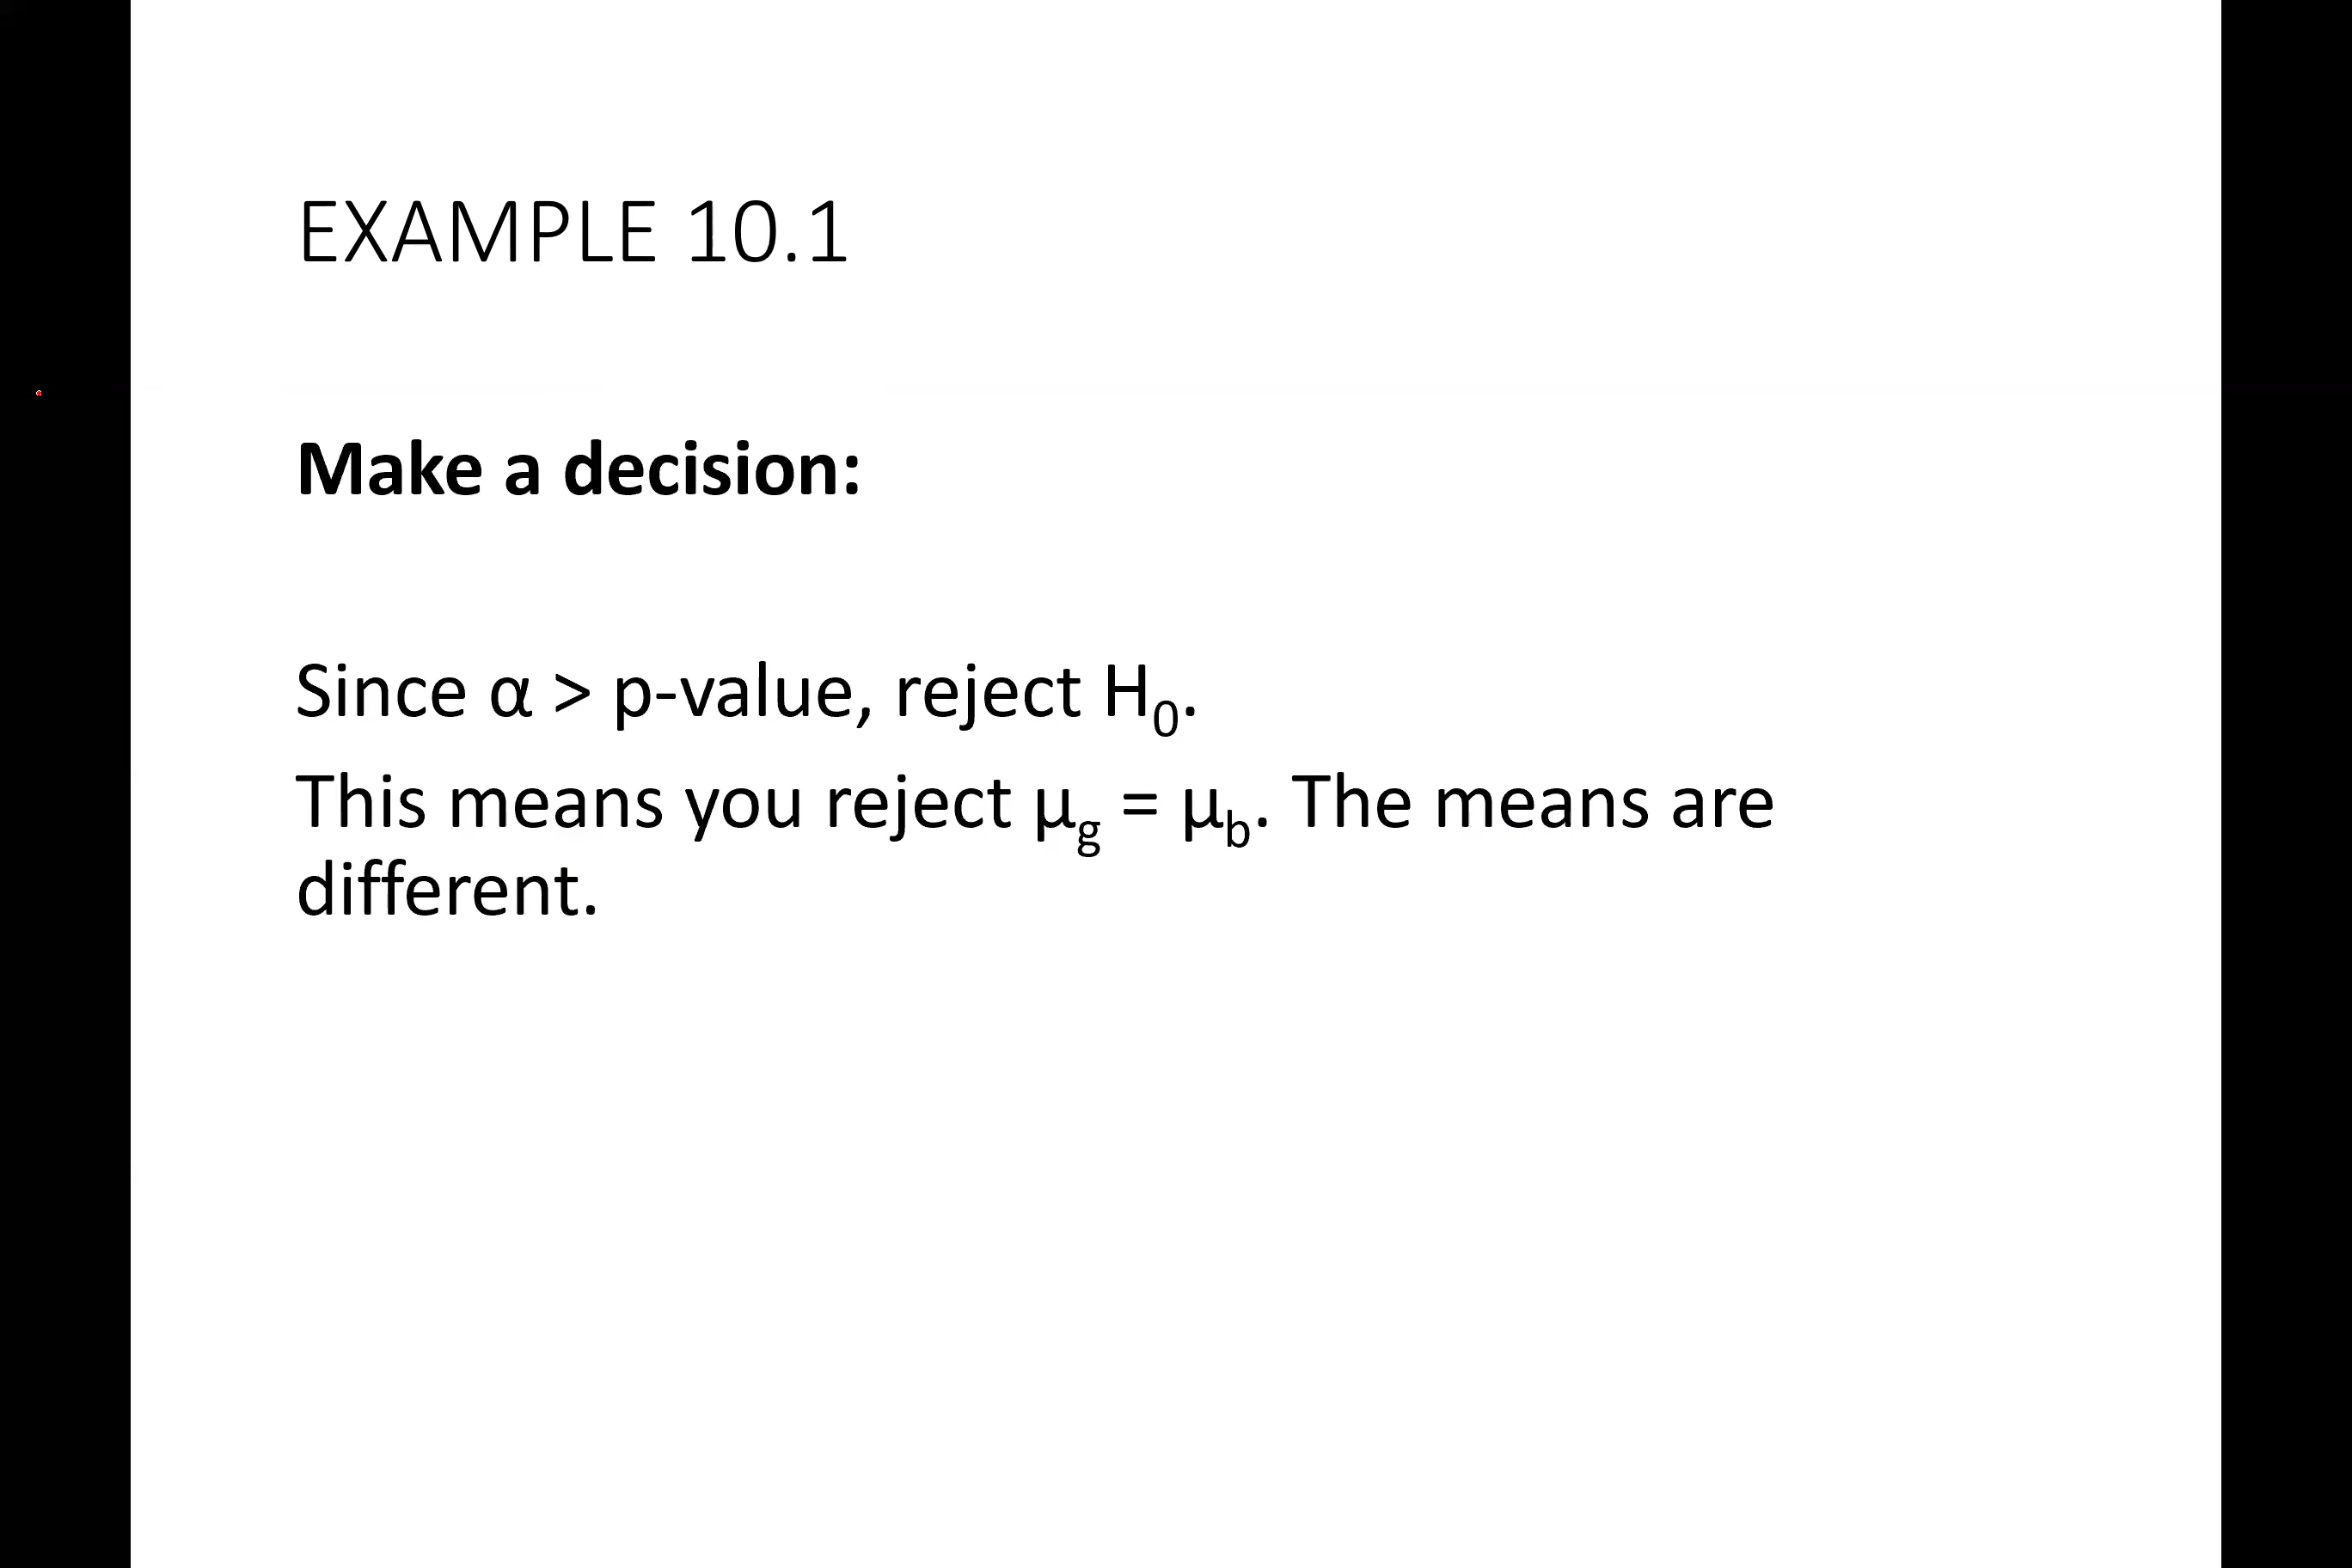 EXAMPLE 10.1
Make a decision:
Since α > p-value, reject H₀.
This means you reject μg = μb. The means are
different.